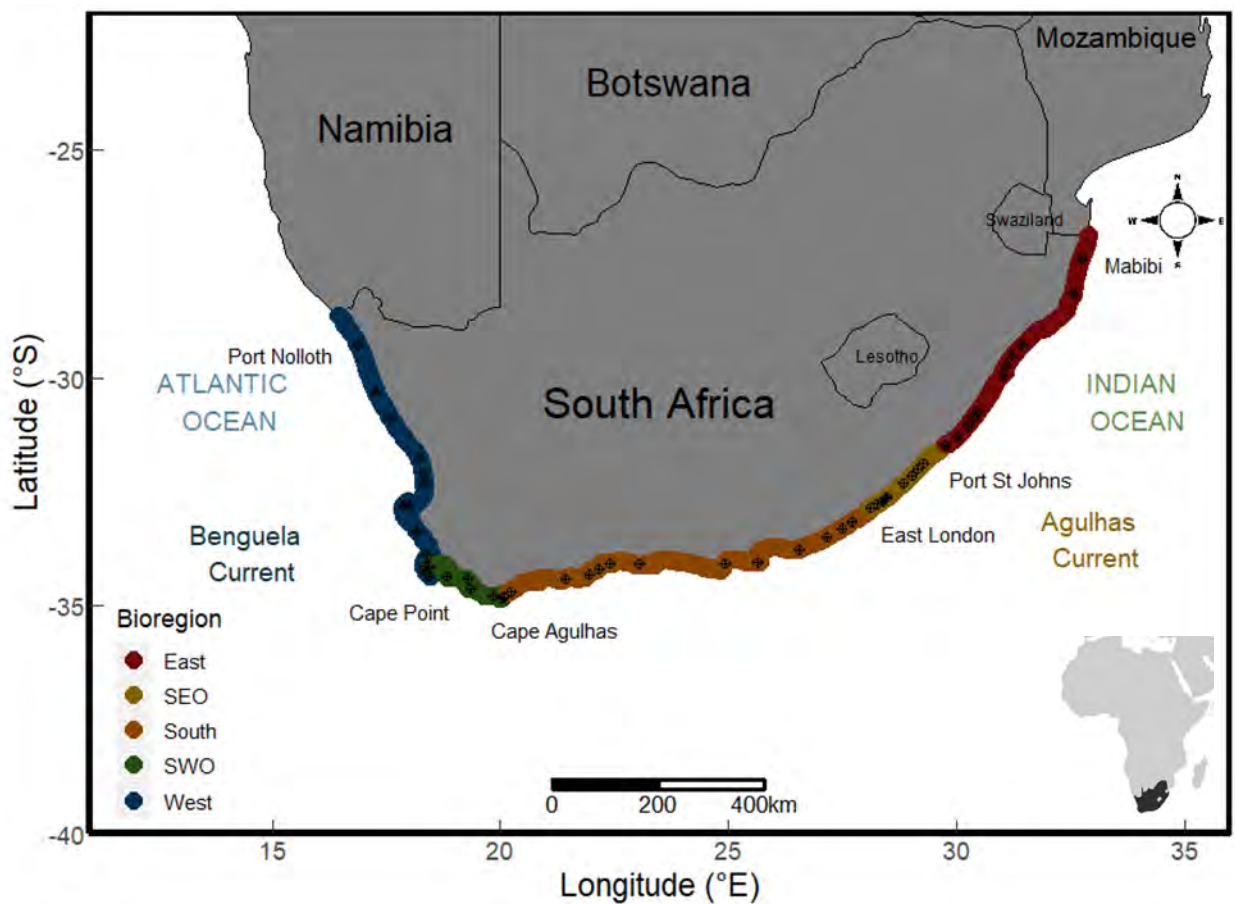 Mozambique
Botswana
Namibia
-25
N
W
E
S
Swaziland
Mabibi
Port Nolloth
Lesotho
-30
ATLANTIC
OCEAN
South Africa
INDIAN
OCEAN
Latitude (°S)
Port St Johns
Benguela
Current
East London
Agulhas
Current
-35
Cape Point
Cape Agulhas
Bioregion
East
SEO
South
SWO
West
0
200
400km
-40
15
20
25
30
35
Longitude (°E)